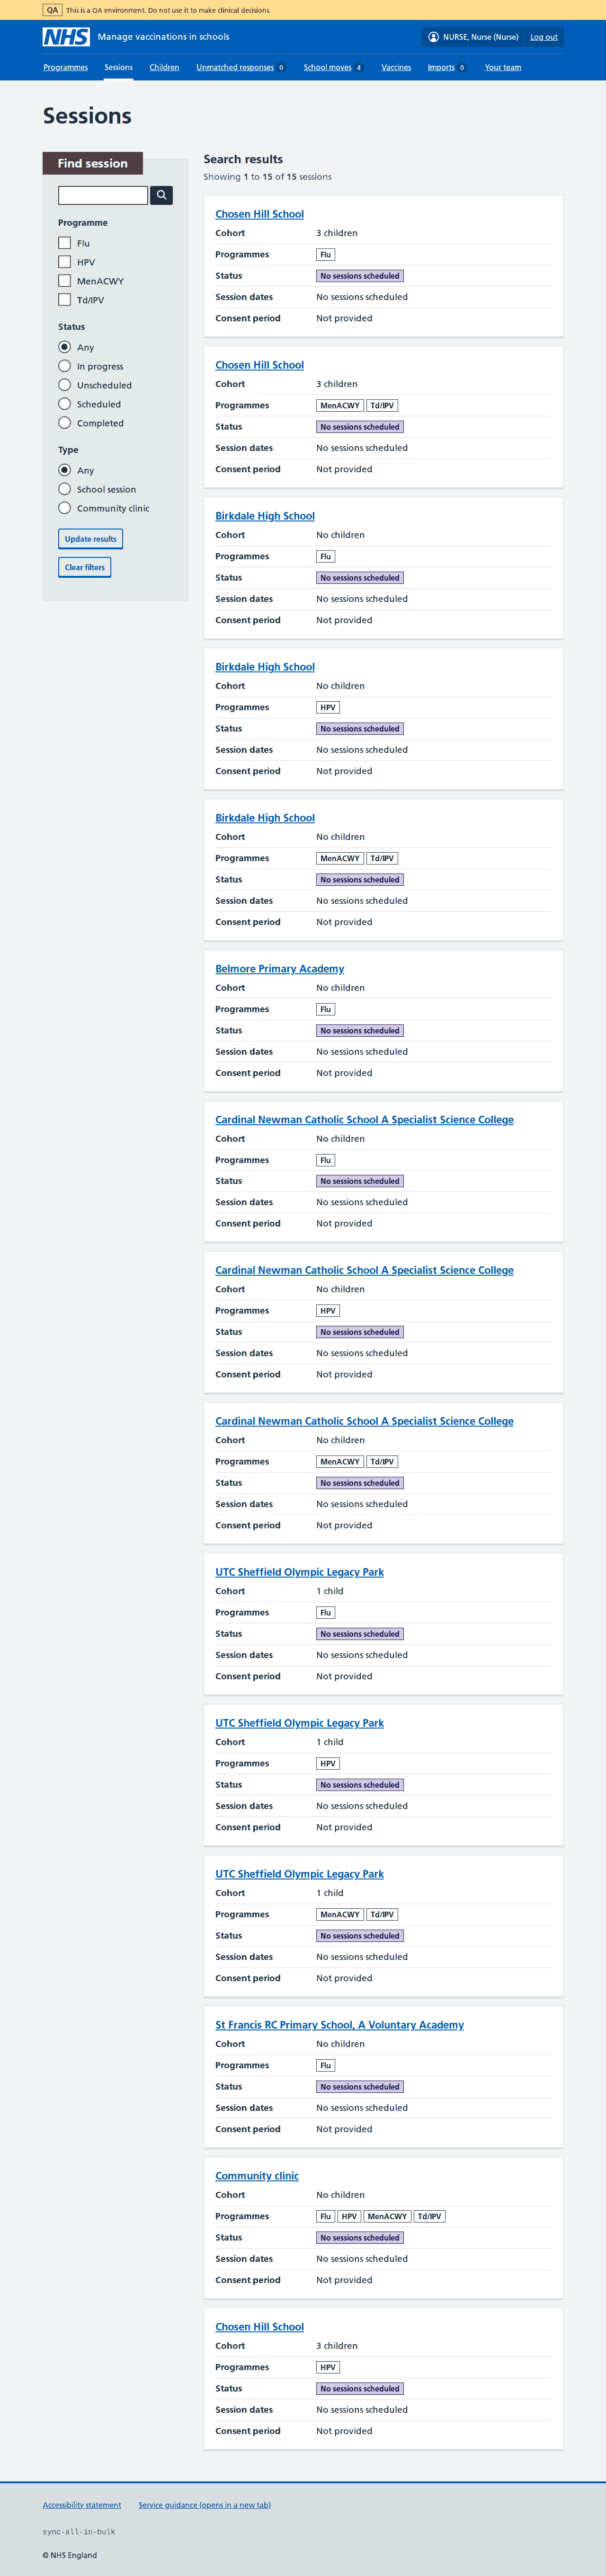 QA This is a QA environment. Do not use it to make clinical decisions.
NHS Manage vaccinations in schools NURSE, Nurse (Nurse) Log out
Programmes Sessions Children Unmatched responses 0 School moves 4 Vaccines Imports 0 Your team
Sessions
Find session
Programme
Flu
HPV
MenACWY
Td/IPV
Status
Any
In progress
Unscheduled
Scheduled
Completed
Type
Any
School session
Community clinic
Update results
Clear filters
Search results
Showing 1 to 15 of 15 sessions
Chosen Hill School
Cohort 3 children
Programmes Flu
Status No sessions scheduled
Session dates No sessions scheduled
Consent period Not provided
Chosen Hill School
Cohort 3 children
Programmes MenACWY Td/IPV
Status No sessions scheduled
Session dates No sessions scheduled
Consent period Not provided
Birkdale High School
Cohort No children
Programmes Flu
Status No sessions scheduled
Session dates No sessions scheduled
Consent period Not provided
Birkdale High School
Cohort No children
Programmes HPV
Status No sessions scheduled
Session dates No sessions scheduled
Consent period Not provided
Birkdale High School
Cohort No children
Programmes MenACWY Td/IPV
Status No sessions scheduled
Session dates No sessions scheduled
Consent period Not provided
Belmore Primary Academy
Cohort No children
Programmes Flu
Status No sessions scheduled
Session dates No sessions scheduled
Consent period Not provided
Cardinal Newman Catholic School A Specialist Science College
Cohort No children
Programmes Flu
Status No sessions scheduled
Session dates No sessions scheduled
Consent period Not provided
Cardinal Newman Catholic School A Specialist Science College
Cohort No children
Programmes HPV
Status No sessions scheduled
Session dates No sessions scheduled
Consent period Not provided
Cardinal Newman Catholic School A Specialist Science College
Cohort No children
Programmes MenACWY Td/IPV
Status No sessions scheduled
Session dates No sessions scheduled
Consent period Not provided
UTC Sheffield Olympic Legacy Park
Cohort 1 child
Programmes Flu
Status No sessions scheduled
Session dates No sessions scheduled
Consent period Not provided
UTC Sheffield Olympic Legacy Park
Cohort 1 child
Programmes HPV
Status No sessions scheduled
Session dates No sessions scheduled
Consent period Not provided
UTC Sheffield Olympic Legacy Park
Cohort 1 child
Programmes MenACWY Td/IPV
Status No sessions scheduled
Session dates No sessions scheduled
Consent period Not provided
St Francis RC Primary School, A Voluntary Academy
Cohort No children
Programmes Flu
Status No sessions scheduled
Session dates No sessions scheduled
Consent period Not provided
Community clinic
Cohort No children
Programmes Flu HPV MenACWY Td/IPV
Status No sessions scheduled
Session dates No sessions scheduled
Consent period Not provided
Chosen Hill School
Cohort 3 children
Programmes HPV
Status No sessions scheduled
Session dates No sessions scheduled
Consent period Not provided
Accessibility statement Service guidance (opens in a new tab)
sync-all-in-bulk
© NHS England